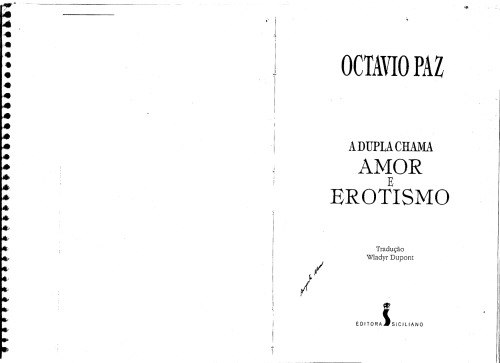 OCTAVIO PAZ
A DUPLA CHAMA
AMOR
E
EROTISMO
Tradução
Wladyr Dupont
EDITORA SICILIANO